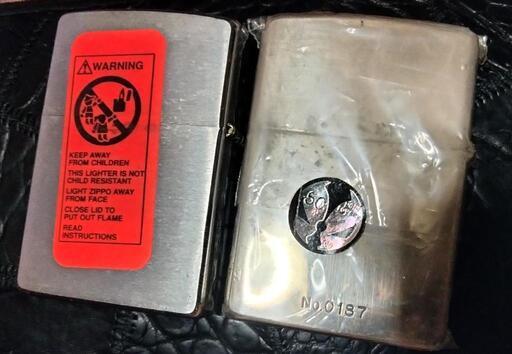 WARNING
KEEP AWAY
FROM CHILDREN
THIS LIGHTER IS NOT
CHILD RESISTANT
LIGHT ZIPPO AWAY
FROM FACE
CLOSE LID TO
PUT OUT FLAME
READ
INSTRUCTIONS
No.0187